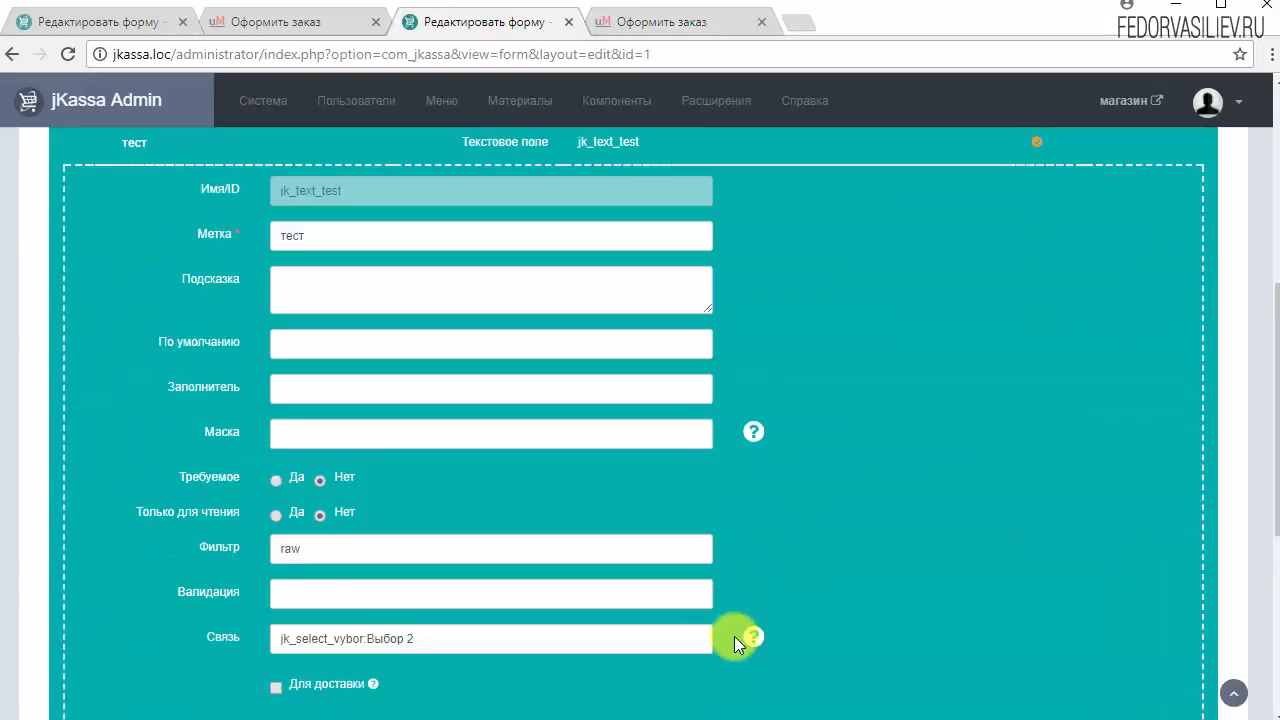 Редактировать форму -
Оформить заказ
Редактировать форму -
Оформить заказ
FEDORVASILIEV.RU
jkassa.loc/administrator/index.php?option=com_jkassa&view=form&layout=edit&id=1
jKassa Admin
Система
Пользователи
Меню
Материалы
Компоненты
Расширения
Справка
магазин
тест
Текстовое поле
jk_text_test
Имя/ID
jk_text_test
Метка *
тест
Подсказка
По умолчанию
Заполнитель
Маска
?
Требуемое
Да
Нет
Только для чтения
Да
Нет
Фильтр
raw
Валидация
Связь
jk_select_vybor:Выбор 2
?
Для доставки ?